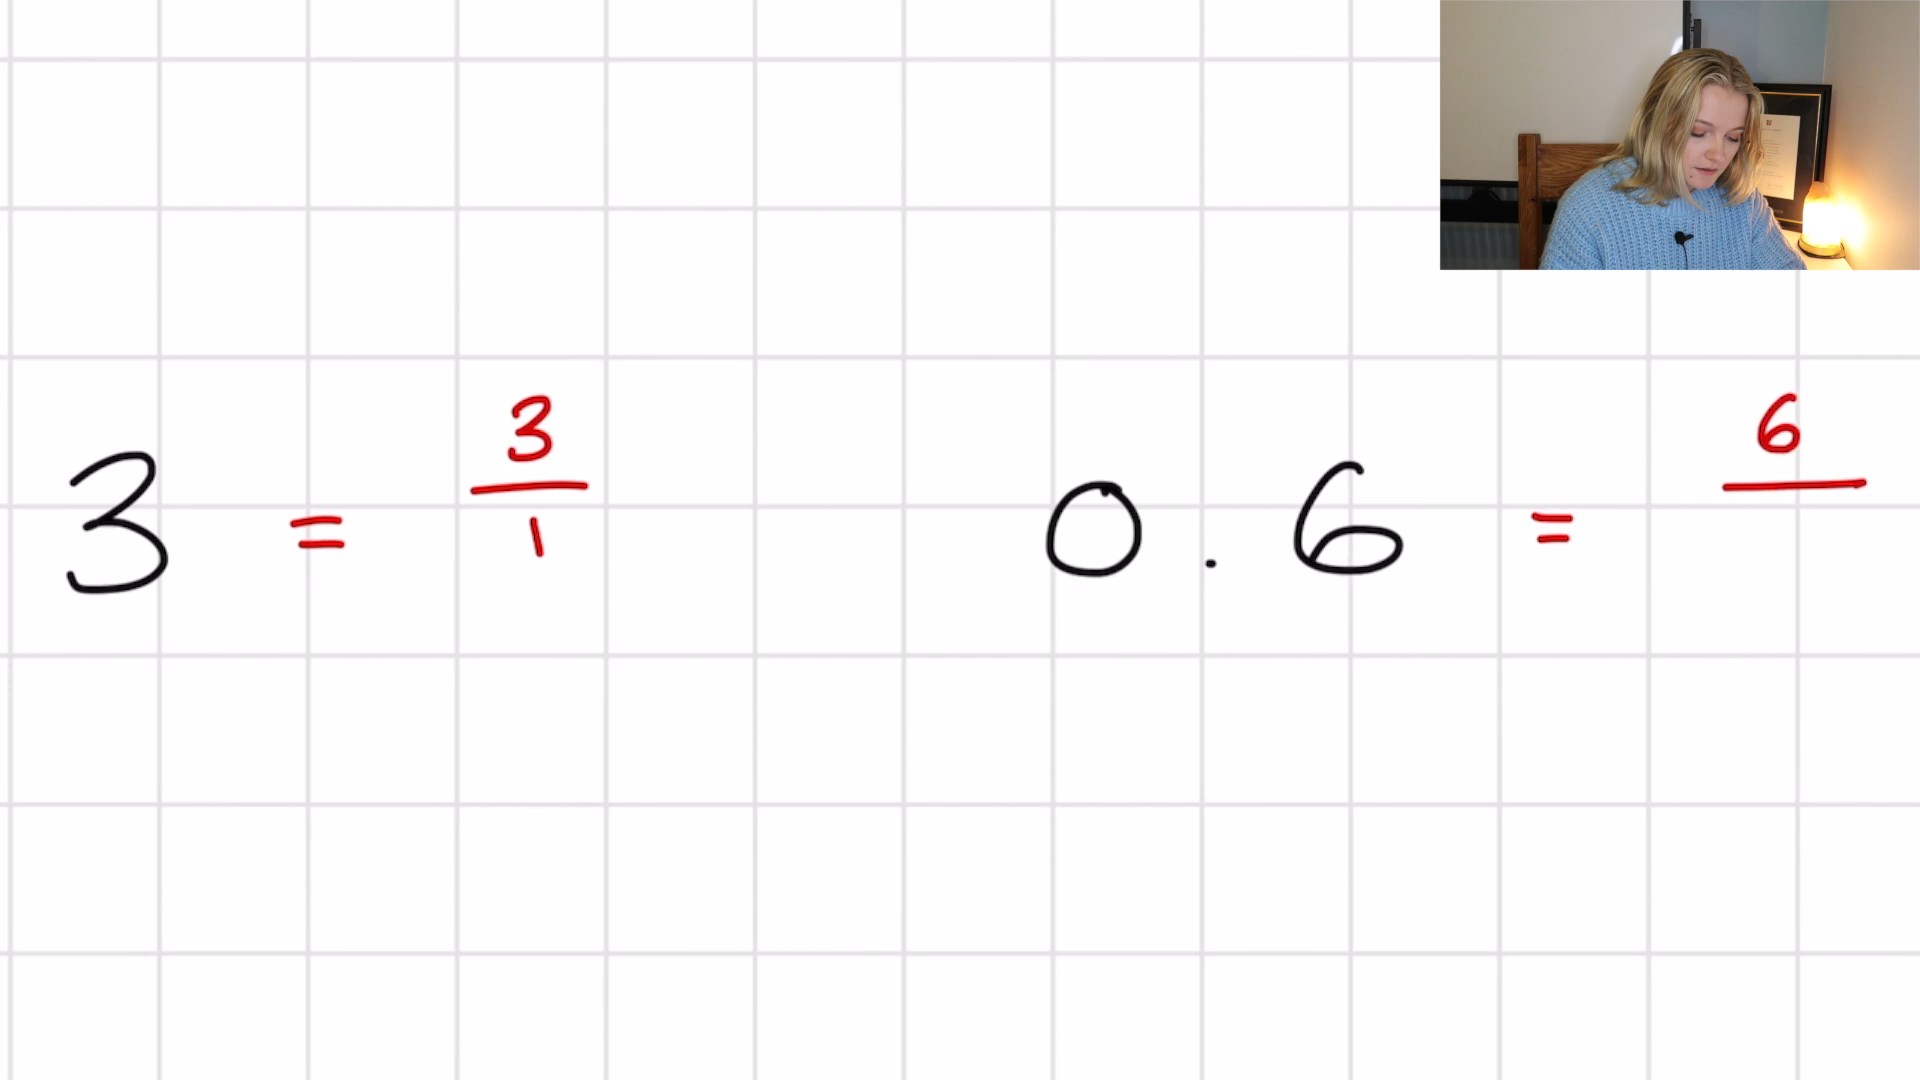 3 = 3/1
0.6 = 6/